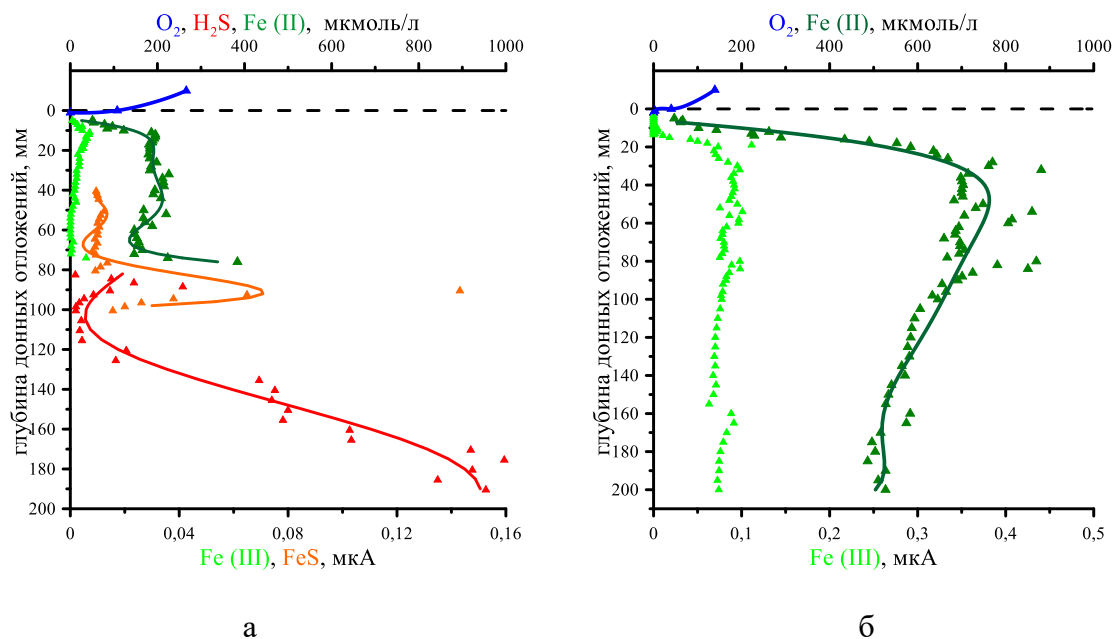 O₂, H₂S, Fe (II), мкмоль/л
0 200 400 600 800 1000
глубина донных отложений, мм
0
20
40
60
80
100
120
140
160
180
200
0 0,04 0,08 0,12 0,16
Fe (III), FeS, мкА
а
O₂, Fe (II), мкмоль/л
0 200 400 600 800 1000
глубина донных отложений, мм
0
20
40
60
80
100
120
140
160
180
200
0 0,1 0,2 0,3 0,4 0,5
Fe (III), мкА
б